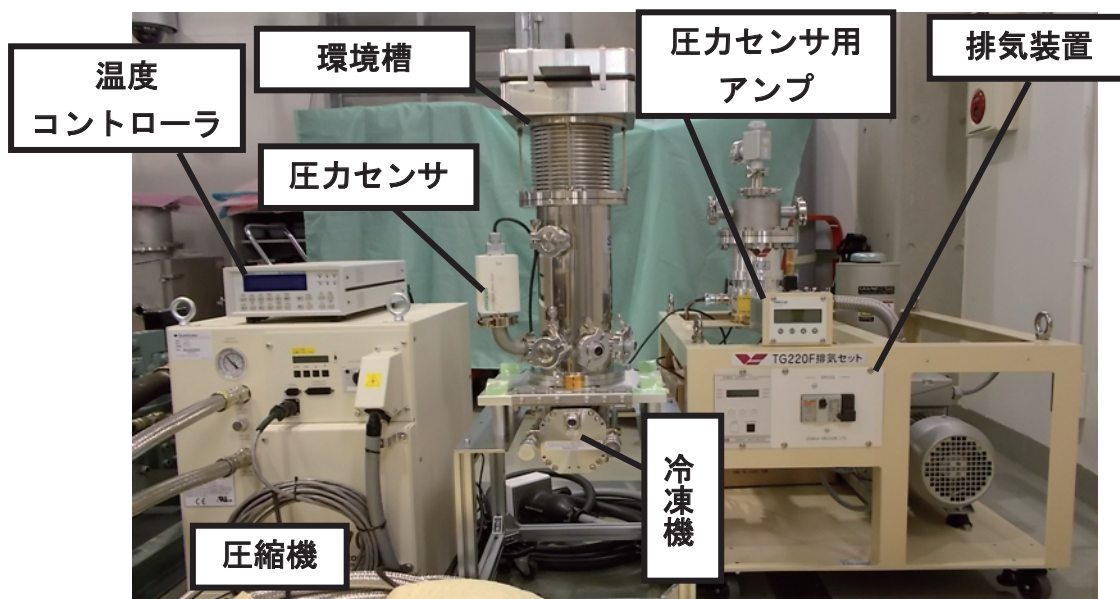 温度
コントローラ
環境槽
圧力センサ
圧力センサ用
アンプ
排気装置
TG220F排気セット
冷凍機
圧縮機